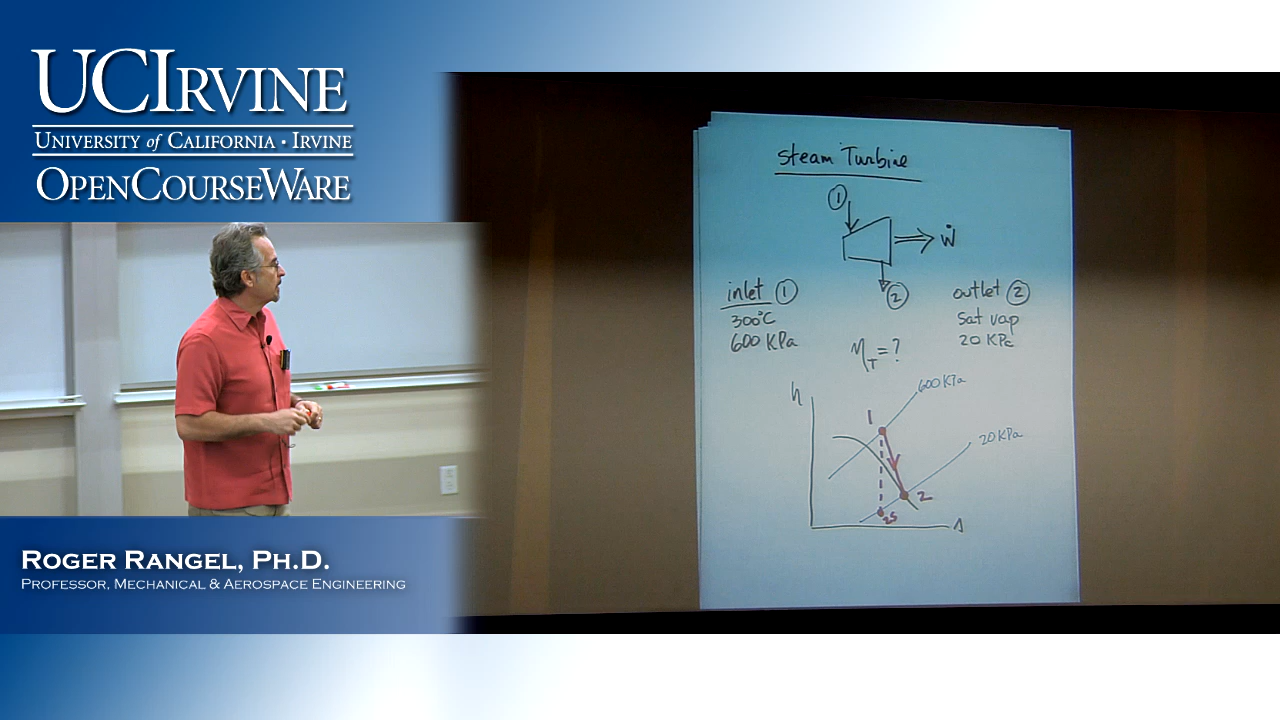 UCIRVINE
UNIVERSITY of CALIFORNIA · IRVINE
OPENCOURSEWARE
ROGER RANGEL, PH.D.
PROFESSOR, MECHANICAL & AEROSPACE ENGINEERING
Steam Turbine
①
Ẇ
②
inlet ①
300°C
600 KPa
outlet ②
Sat vap
20 KPa
η_T = ?
h
600 KPa
1
20 KPa
2
2s
s